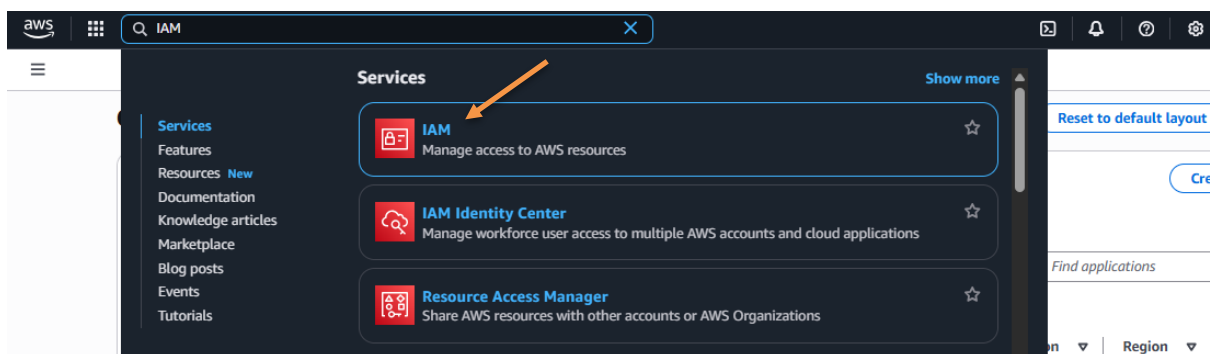 aws
IAM
Services
Show more
Services
Features
Resources New
Documentation
Knowledge articles
Marketplace
Blog posts
Events
Tutorials
IAM
Manage access to AWS resources
IAM Identity Center
Manage workforce user access to multiple AWS accounts and cloud applications
Resource Access Manager
Share AWS resources with other accounts or AWS Organizations
Reset to default layout
Cre
Find applications
on
Region